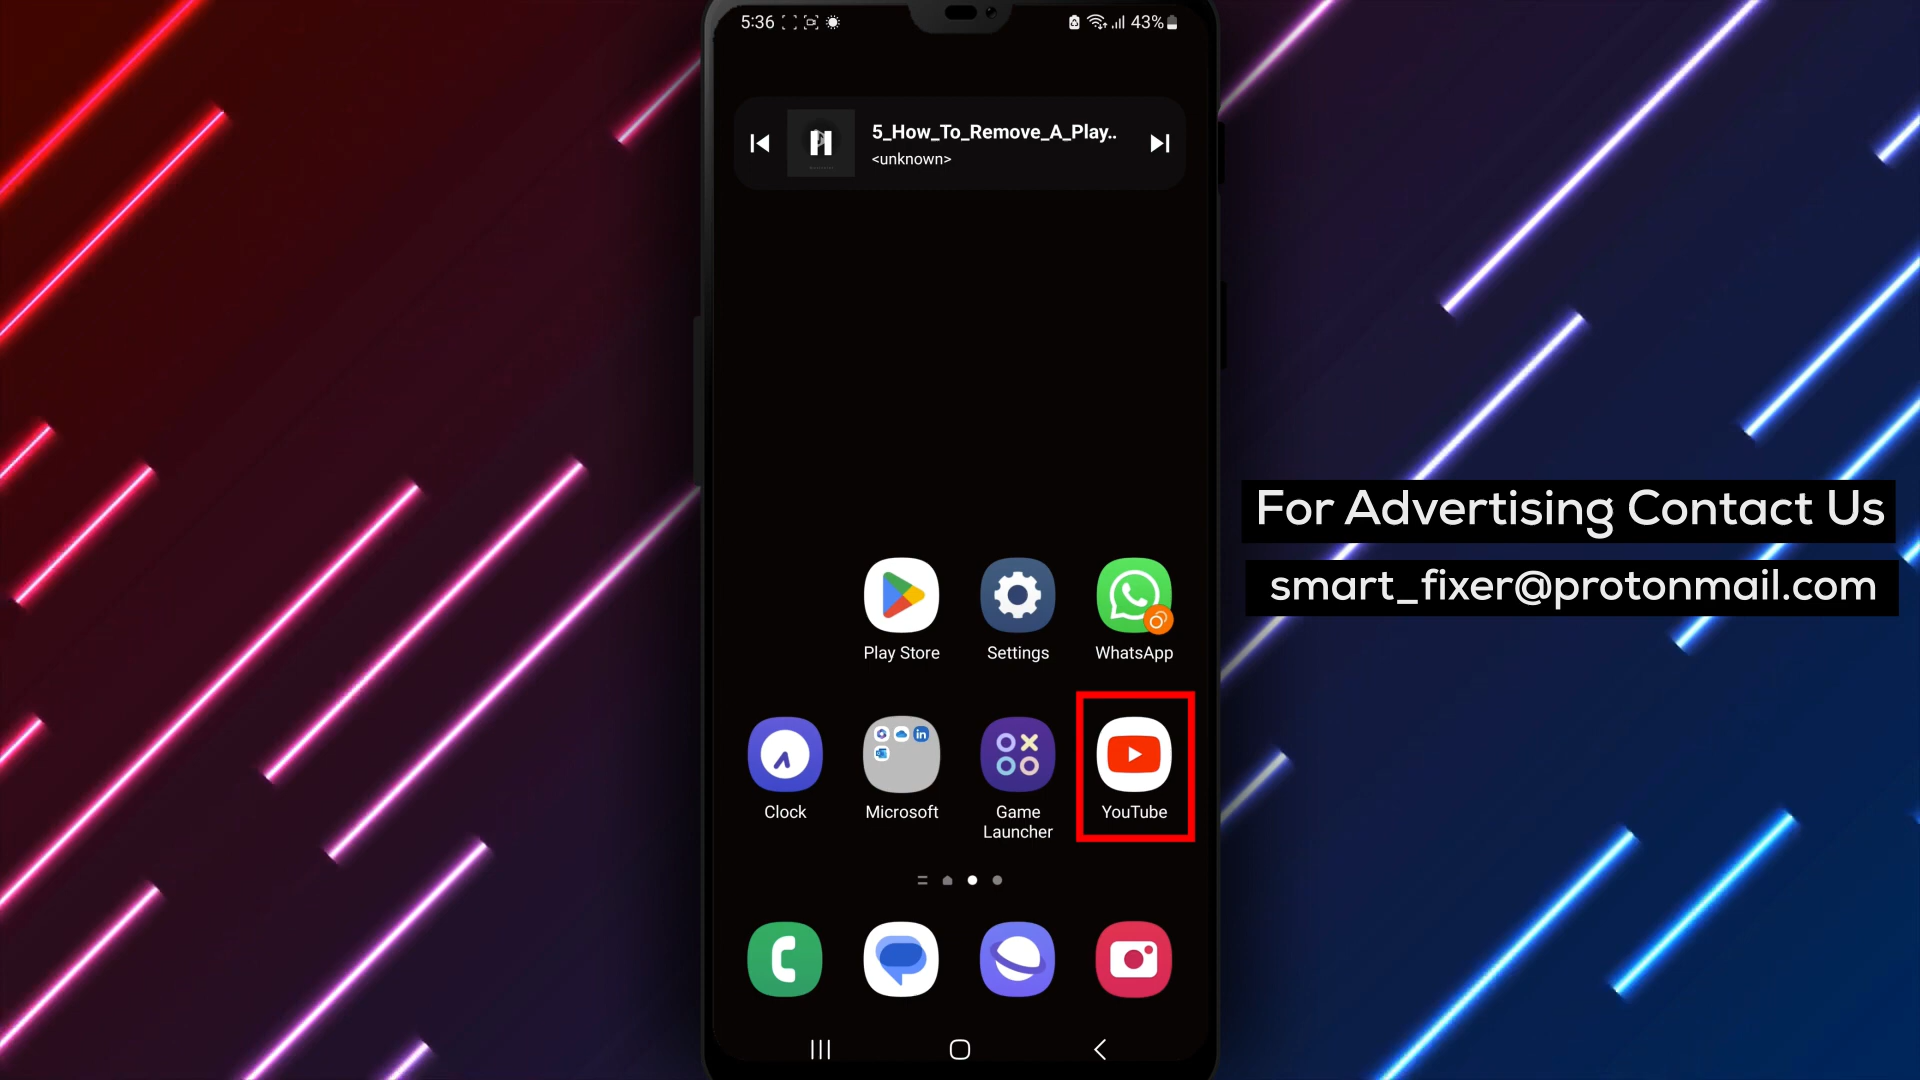 5:36
43%
5_How_To_Remove_A_Play..
<unknown>
Play Store
Settings
WhatsApp
For Advertising Contact Us
smart_fixer@protonmail.com
in
Clock
Microsoft
Game
Launcher
YouTube